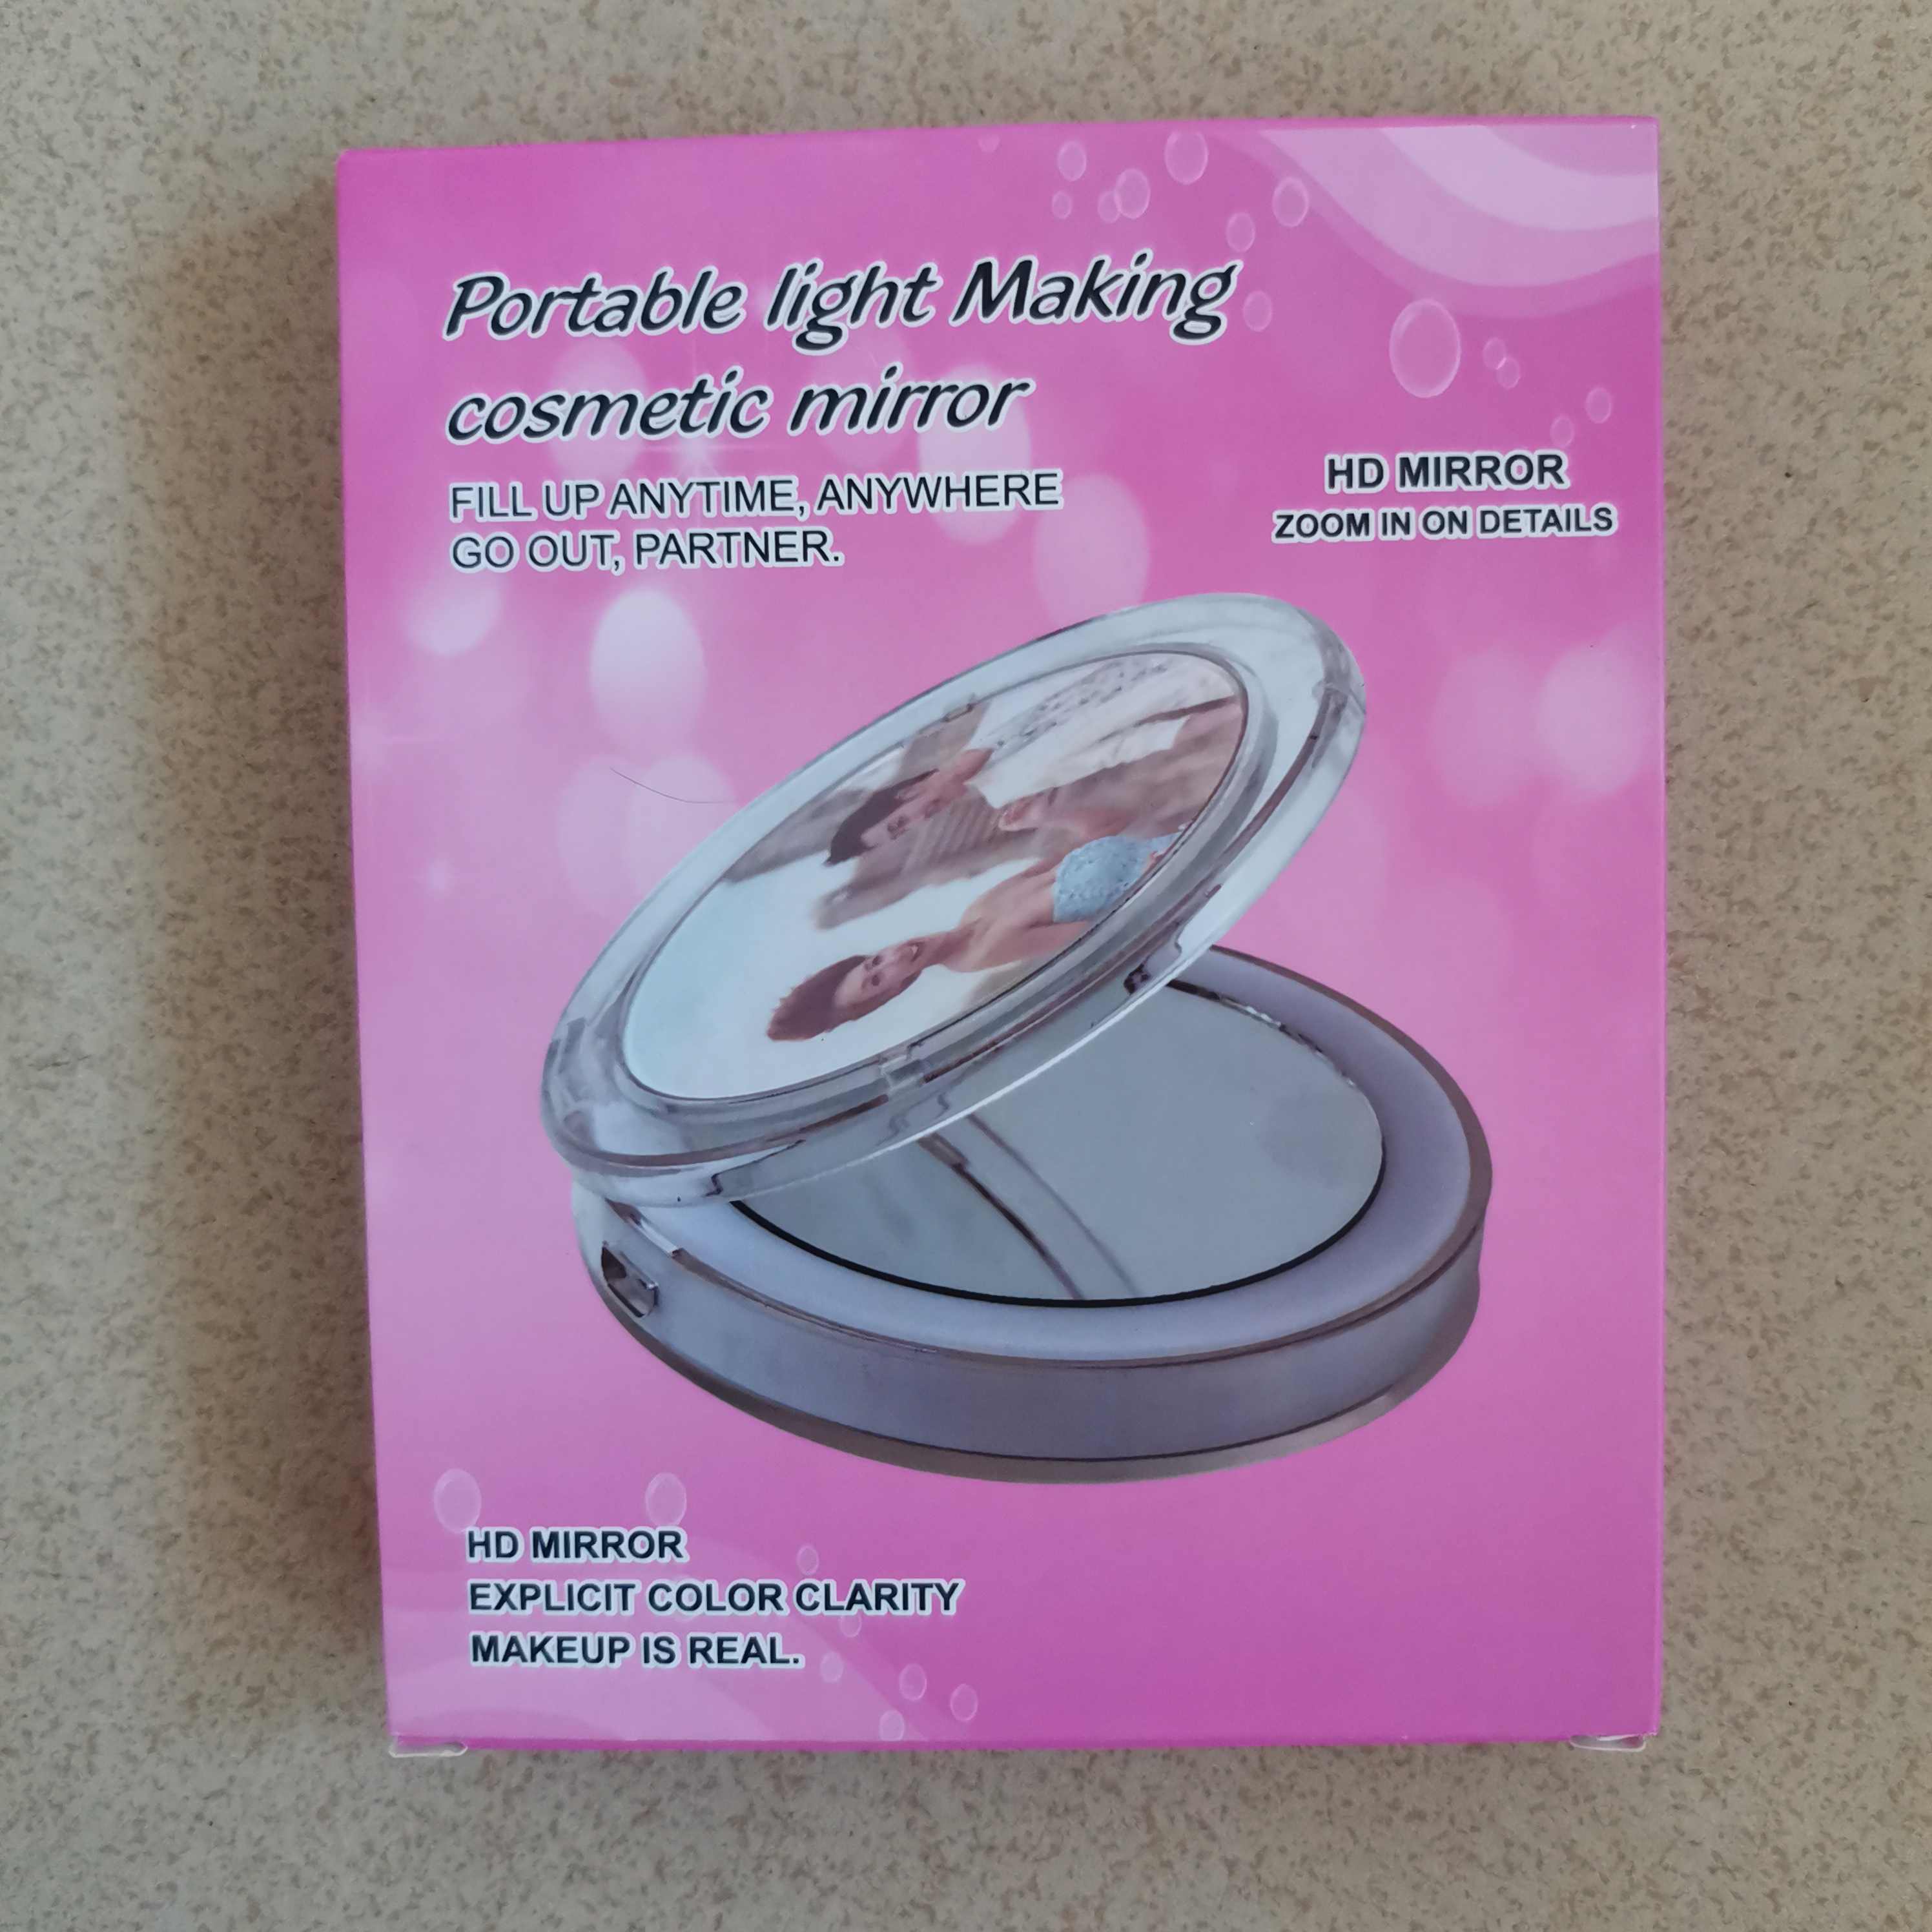 Portable light Making
cosmetic mirror
FILL UP ANYTIME, ANYWHERE
GO OUT, PARTNER.
HD MIRROR
ZOOM IN ON DETAILS
HD MIRROR
EXPLICIT COLOR CLARITY
MAKEUP IS REAL.